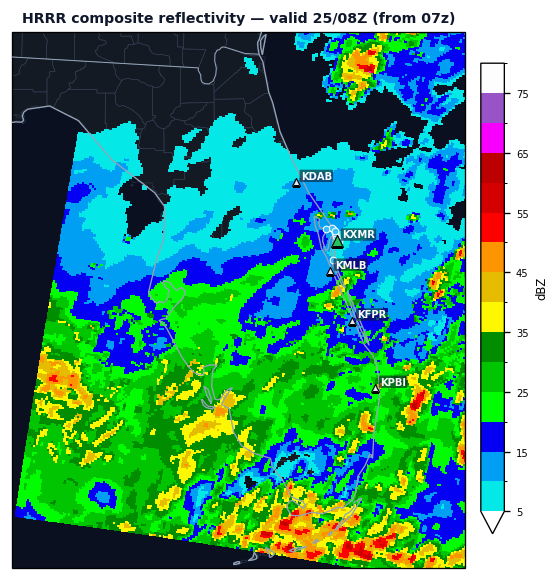 HRRR composite reflectivity — valid 25/08Z (from 07z)
KDAB
KXMR
KMLB
KFPR
KPBI
75
65
55
45
35
25
15
5
dBZ